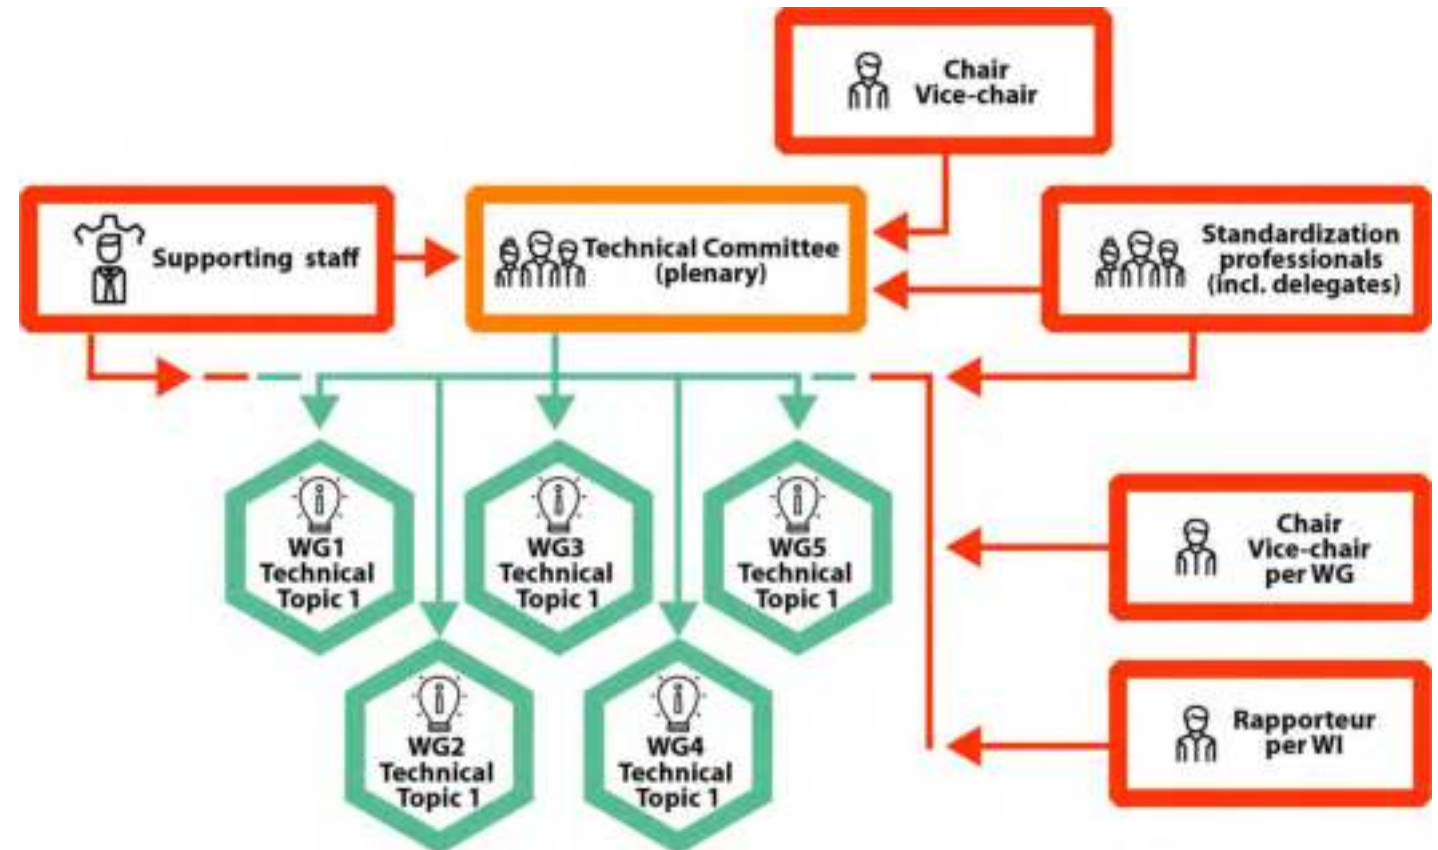 Chair
Vice-chair
Supporting staff
Technical Committee
(plenary)
Standardization
professionals
(incl. delegates)
WG1
Technical
Topic 1
WG3
Technical
Topic 1
WG5
Technical
Topic 1
WG2
Technical
Topic 1
WG4
Technical
Topic 1
Chair
Vice-chair
per WG
Rapporteur
per WI